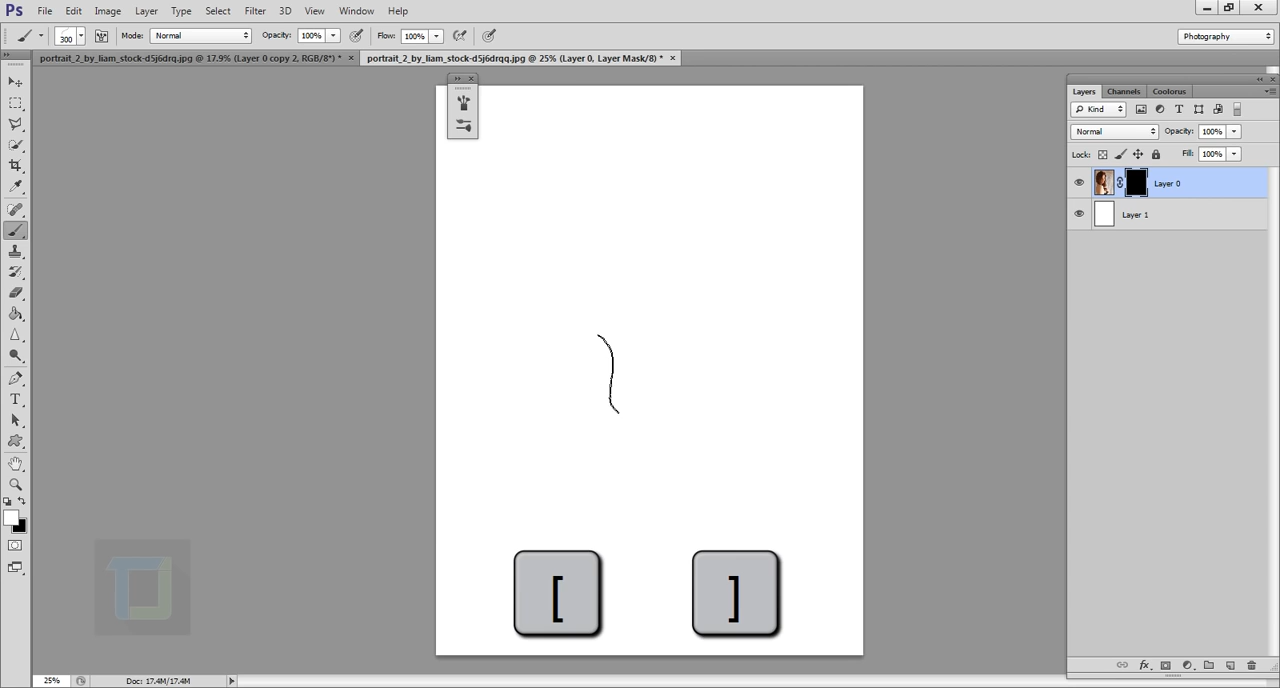 Ps File Edit Image Layer Type Select Filter 3D View Window Help
300 Mode: Normal Opacity: 100% Flow: 100% Photography
portrait_2_by_liam_stock-d5j6drq.jpg @ 17.9% (Layer 0 copy 2, RGB/8*) * × portrait_2_by_liam_stock-d5j6drqq.jpg @ 25% (Layer 0, Layer Mask/8) * ×
Layers Channels Coolorus
Kind
Normal Opacity: 100%
Lock: Fill: 100%
Layer 0
Layer 1
[ ]
25% Doc: 17.4M/17.4M